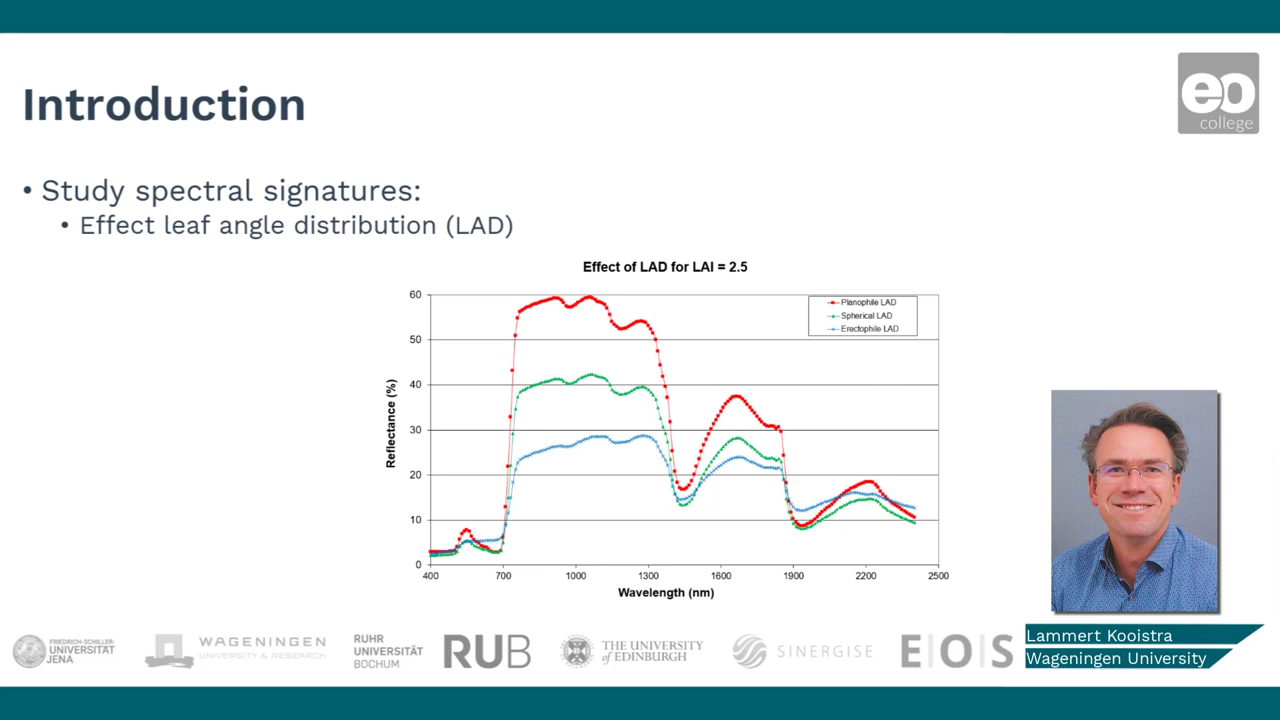 Introduction
eo
college
• Study spectral signatures:
• Effect leaf angle distribution (LAD)
Effect of LAD for LAI = 2.5
Planophile LAD
Spherical LAD
Erectophile LAD
Reflectance (%)
60
50
40
30
20
10
0
400 700 1000 1300 1600 1900 2200 2500
Wavelength (nm)
Lammert Kooistra
Wageningen University
FRIEDRICH-SCHILLER-
UNIVERSITÄT
JENA
WAGENINGEN
UNIVERSITY & RESEARCH
RUHR
UNIVERSITÄT
BOCHUM
RUB
THE UNIVERSITY
of EDINBURGH
SINERGISE
E|O|S